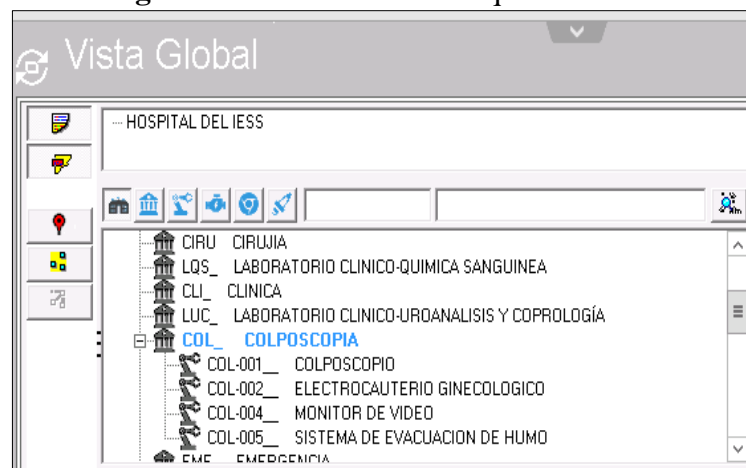 Vista Global
HOSPITAL DEL IESS
CIRU CIRUJIA
LQS_ LABORATORIO CLINICO-QUIMICA SANGUINEA
CLI_ CLINICA
LUC_ LABORATORIO CLINICO-UROANALISIS Y COPROLOGÍA
COL_ COLPOSCOPIA
COL-001__ COLPOSCOPIO
COL-002__ ELECTROCAUTERIO GINECOLOGICO
COL-004__ MONITOR DE VIDEO
COL-005__ SISTEMA DE EVACUACION DE HUMO
EME EMERGENCIA